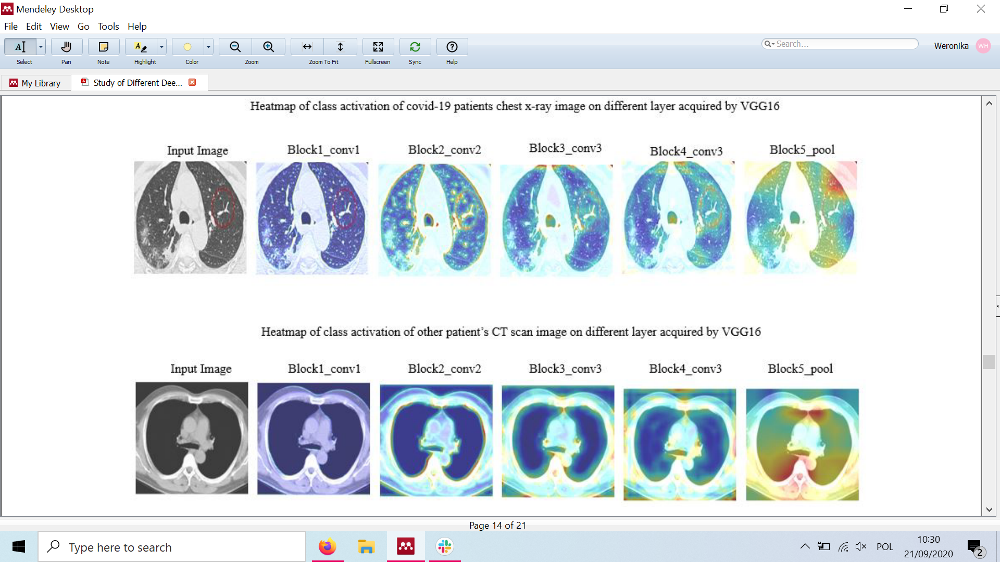 Mendeley Desktop
File Edit View Go Tools Help
Select Pan Note Highlight Color Zoom Zoom To Fit Fullscreen Sync Help
Search...
Weronika WH
My Library Study of Different Dee...
Heatmap of class activation of covid-19 patients chest x-ray image on different layer acquired by VGG16
Input Image Block1_conv1 Block2_conv2 Block3_conv3 Block4_conv3 Block5_pool
Heatmap of class activation of other patient's CT scan image on different layer acquired by VGG16
Input Image Block1_conv1 Block2_conv2 Block3_conv3 Block4_conv3 Block5_pool
Page 14 of 21
Type here to search
POL
10:30
21/09/2020
2